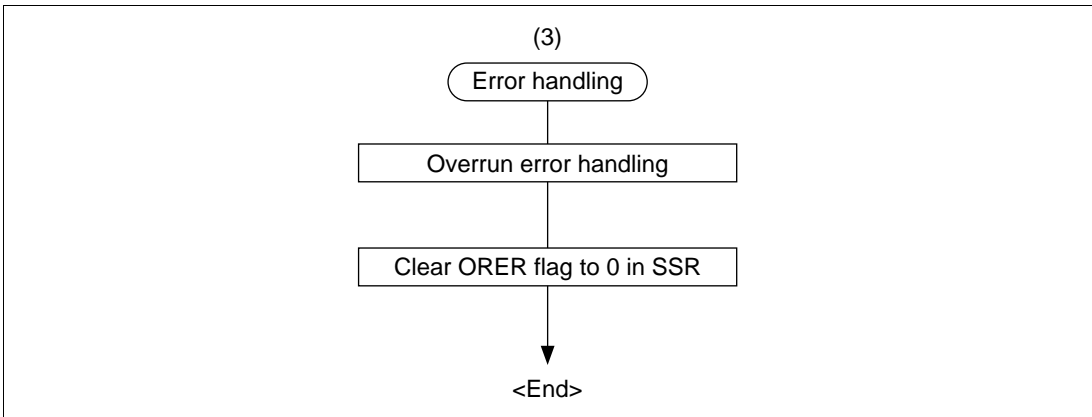 (3)
Error handling
Overrun error handling
Clear ORER flag to 0 in SSR
<End>